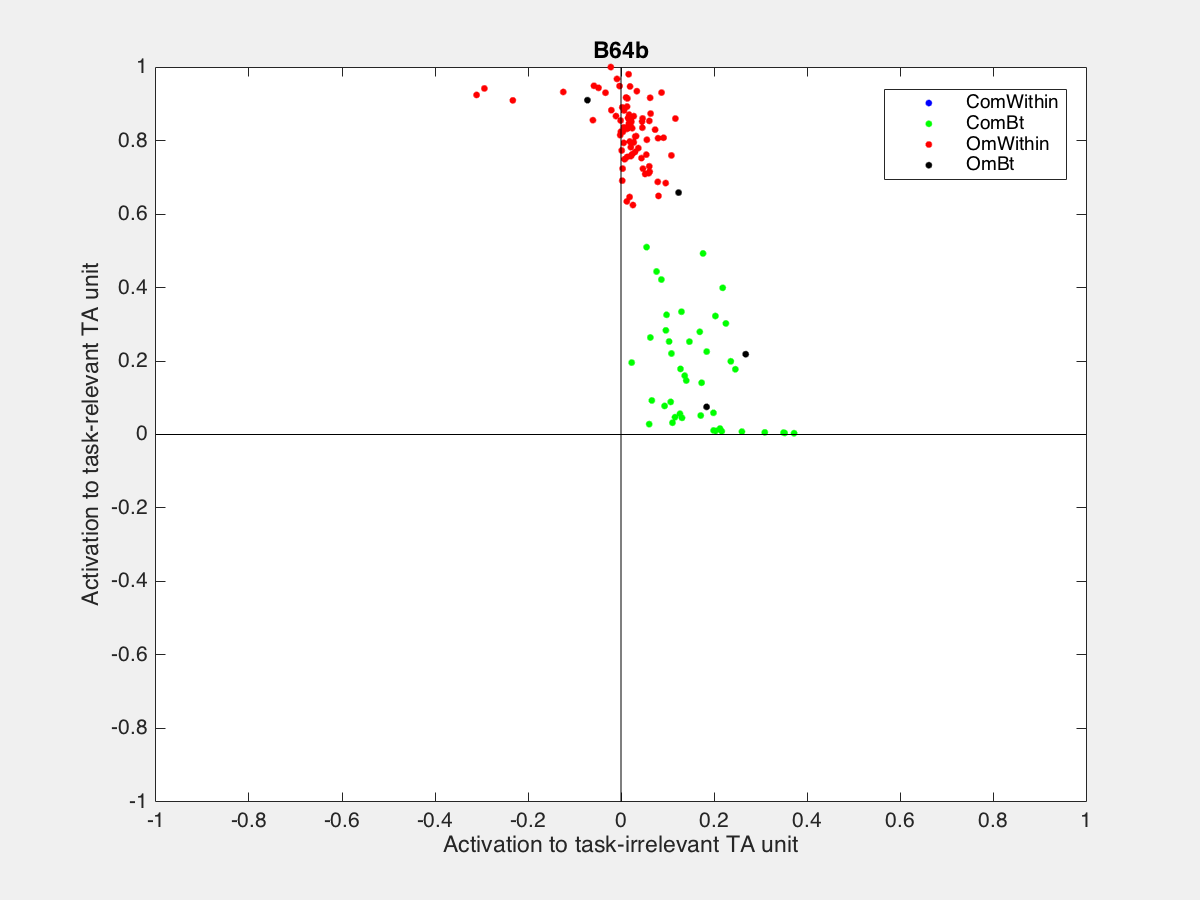 B64b
1
0.8
0.6
0.4
0.2
0
-0.2
-0.4
-0.6
-0.8
-1
Activation to task-relevant TA unit
ComWithin
ComBt
OmWithin
OmBt
-1 -0.8 -0.6 -0.4 -0.2 0 0.2 0.4 0.6 0.8 1
Activation to task-irrelevant TA unit